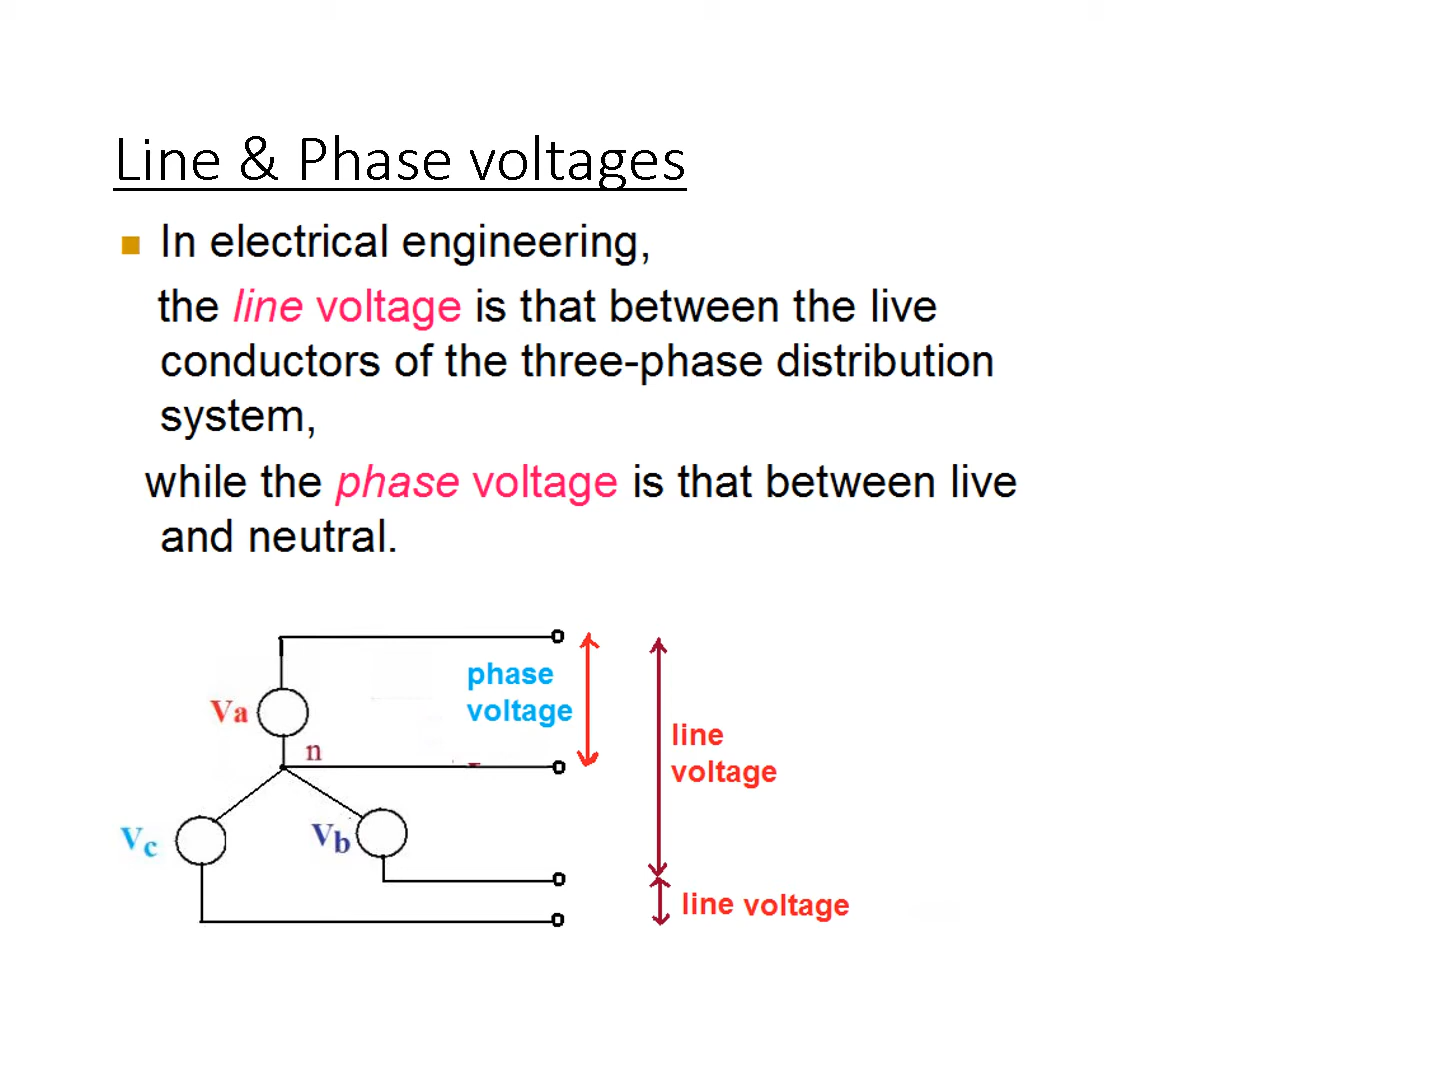 Line & Phase voltages
In electrical engineering,
the line voltage is that between the live
conductors of the three-phase distribution
system,
while the phase voltage is that between live
and neutral.
phase
voltage
Va
n
line
voltage
Vc
Vb
line voltage